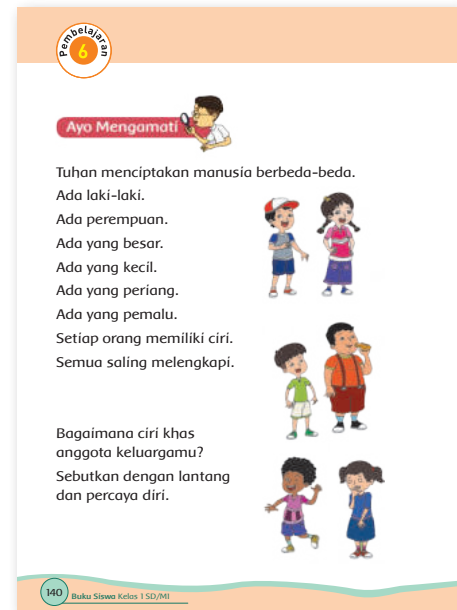 Pembelajaran
6
Ayo Mengamati
Tuhan menciptakan manusia berbeda-beda.
Ada laki-laki.
Ada perempuan.
Ada yang besar.
Ada yang kecil.
Ada yang periang.
Ada yang pemalu.
Setiap orang memiliki ciri.
Semua saling melengkapi.
Bagaimana ciri khas
anggota keluargamu?
Sebutkan dengan lantang
dan percaya diri.
140 Buku Siswa Kelas 1 SD/MI